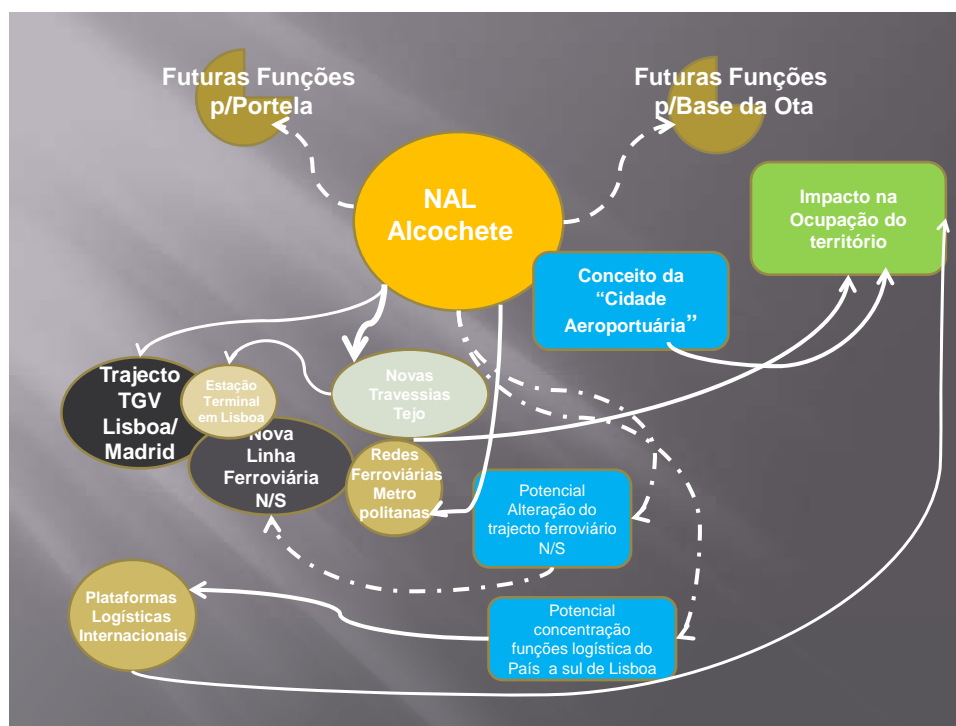 Futuras Funções
p/Portela
Futuras Funções
p/Base da Ota
NAL
Alcochete
Impacto na
Ocupação do
território
Conceito da
“Cidade
Aeroportuária”
Trajecto
TGV
Lisboa/
Madrid
Estação
Terminal
em Lisboa
Novas
Travessias
Tejo
Nova
Linha
Ferroviária
N/S
Redes
Ferroviárias
Metro
politanas
Potencial
Alteração do
trajecto ferroviário
N/S
Plataformas
Logísticas
Internacionais
Potencial
concentração
funções logística do
País a sul de Lisboa